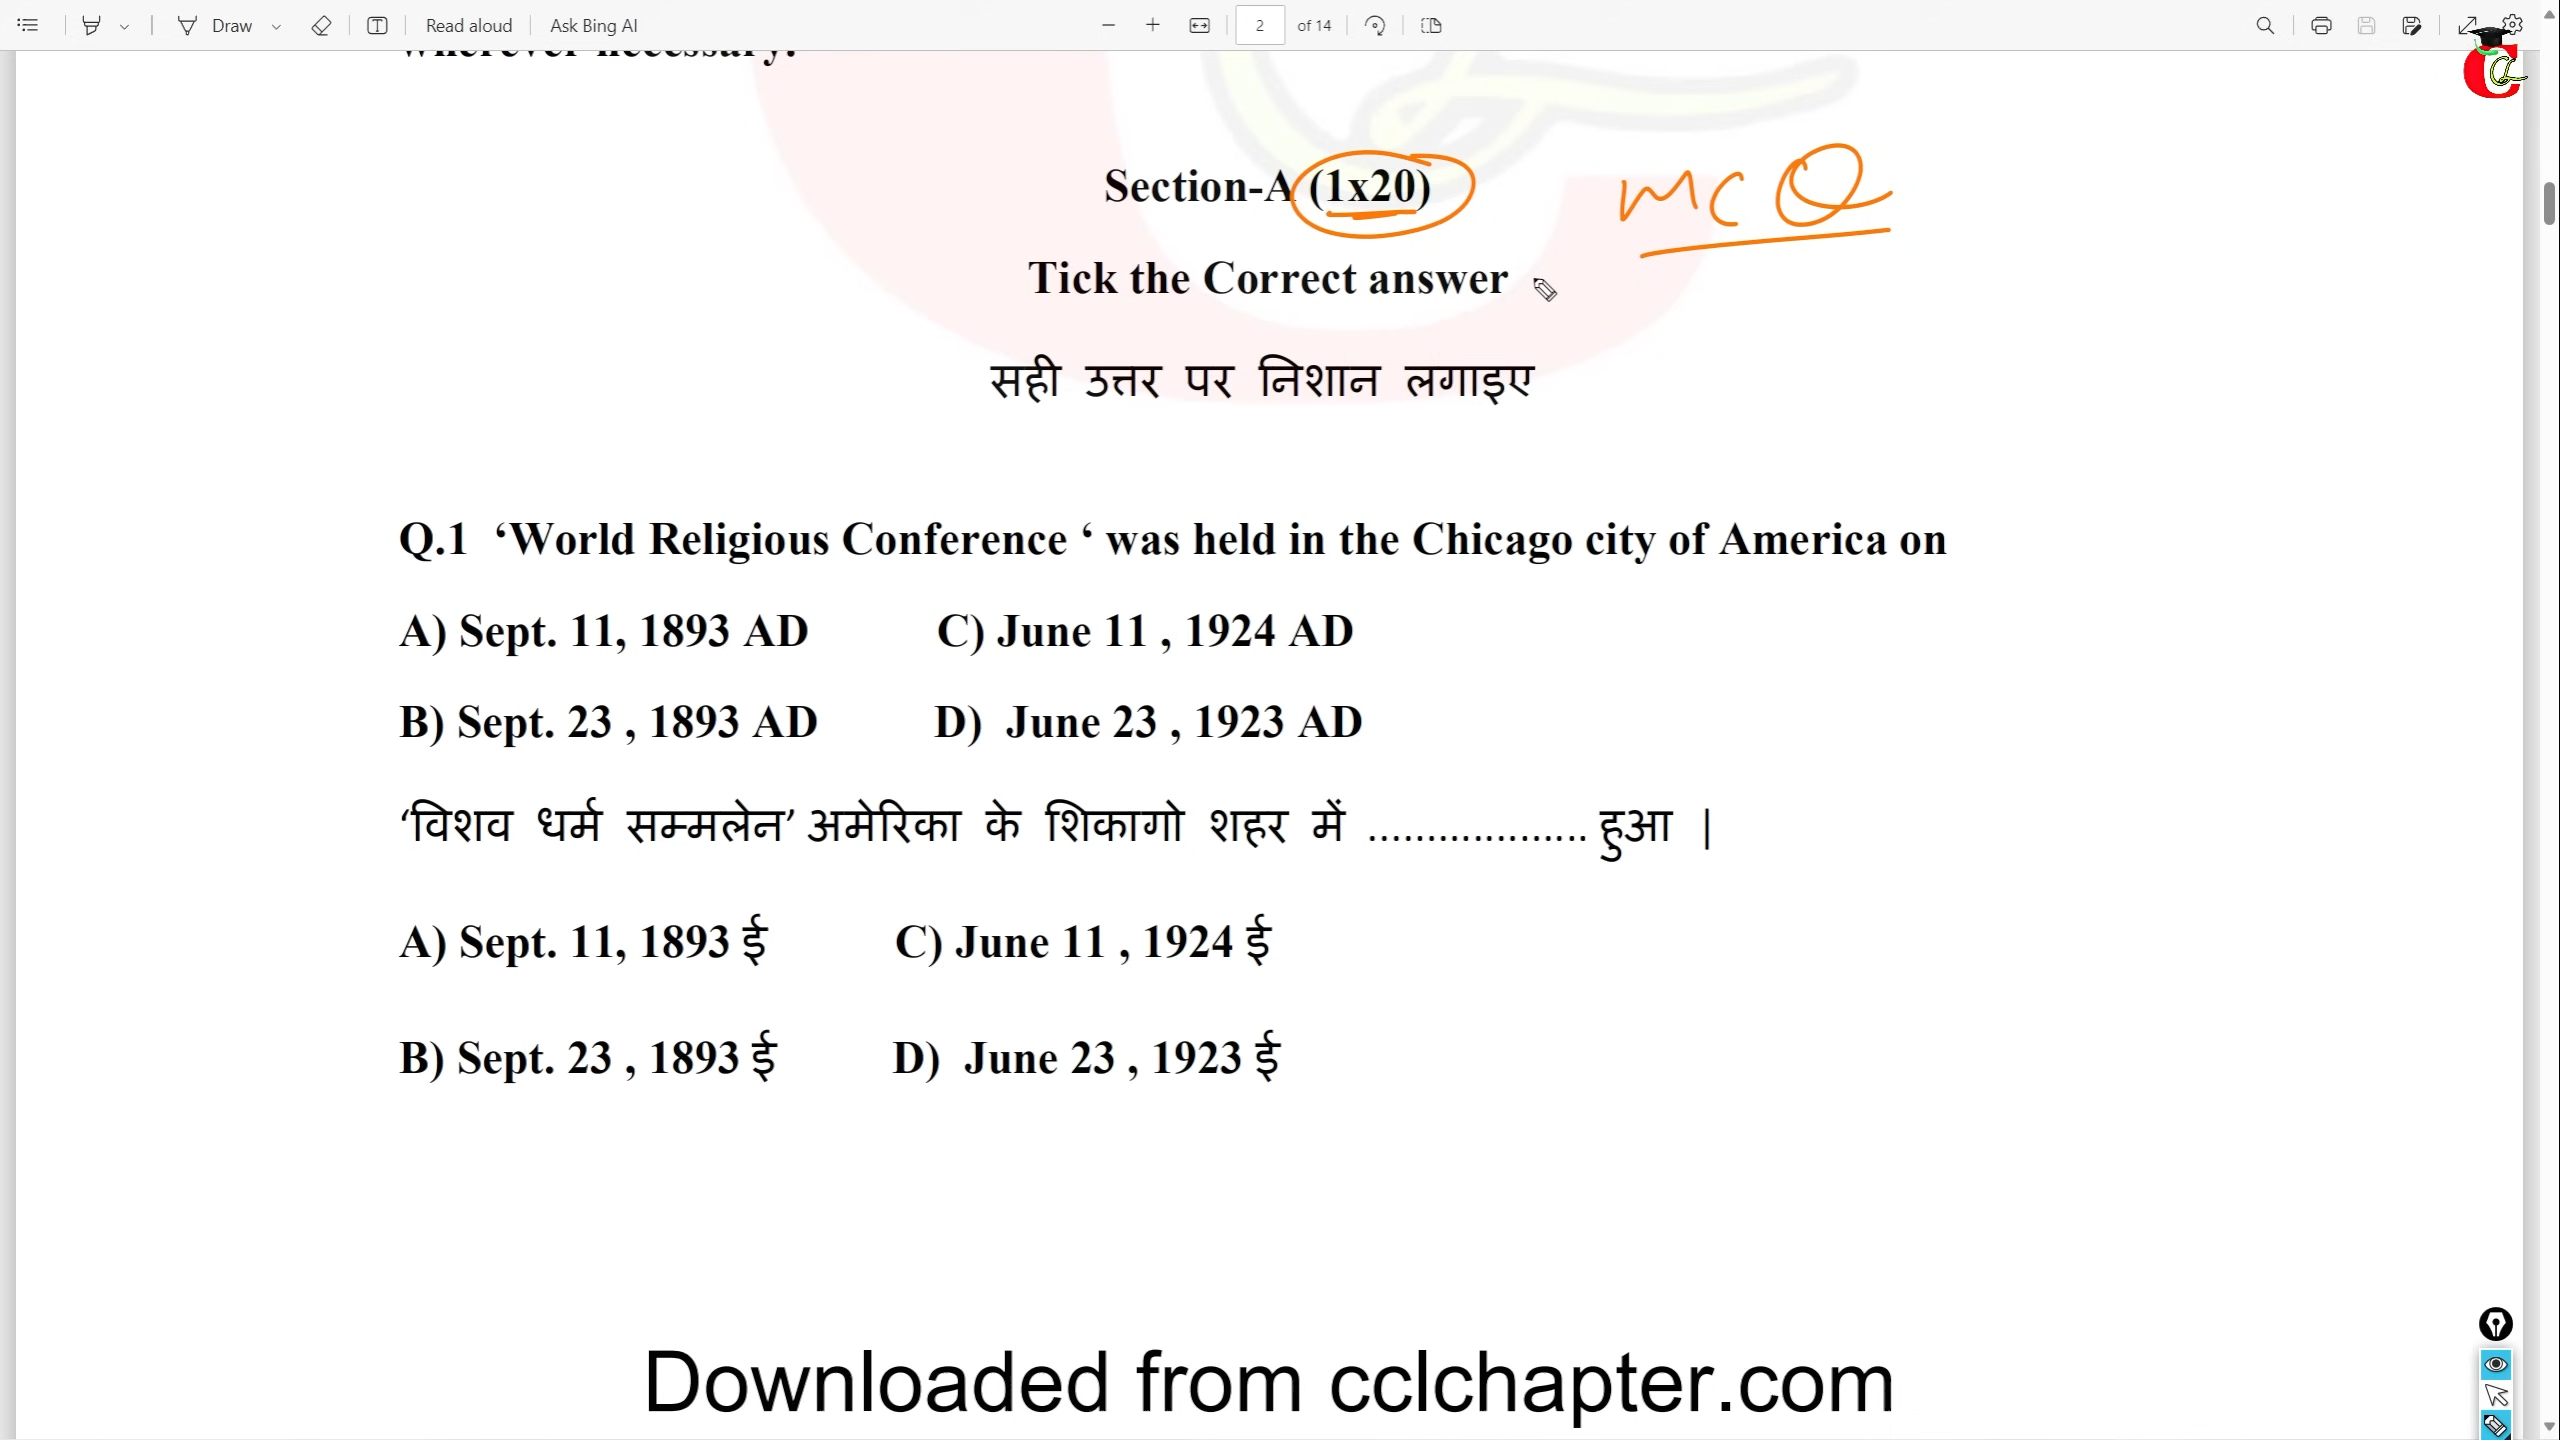 Draw
Read aloud
Ask Bing AI
2 of 14
wherever necessary.
Section-A (1x20)
MCQ
Tick the Correct answer
सही उत्तर पर निशान लगाइए
Q.1 ‘World Religious Conference ‘ was held in the Chicago city of America on
A) Sept. 11, 1893 AD C) June 11 , 1924 AD
B) Sept. 23 , 1893 AD D) June 23 , 1923 AD
‘विशव धर्म सम्मलेन’ अमेरिका के शिकागो शहर में ................... हुआ |
A) Sept. 11, 1893 ई C) June 11 , 1924 ई
B) Sept. 23 , 1893 ई D) June 23 , 1923 ई
Downloaded from cclchapter.com